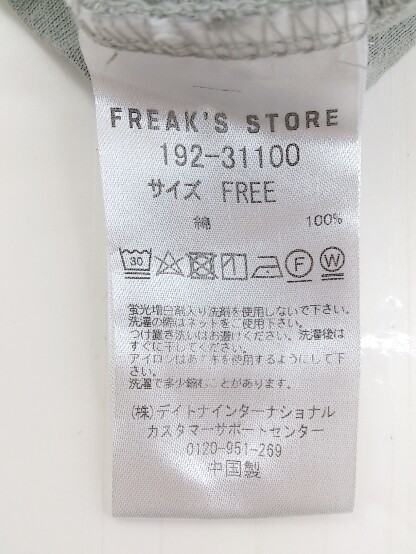 FREAK'S STORE
192-31100
サイズ FREE
綿 100%
30 F W
蛍光増白剤入り洗剤を使用しないで下さい。
洗濯の際はネットをご使用下さい。
つけ置き洗いはお避けください。洗濯後は
すぐに干してください。
アイロンはあて布を使用するようにして下
さい。
洗濯で多少縮むことがあります。
(株)デイトナインターナショナル
カスタマーサポートセンター
0120-951-269
中国製